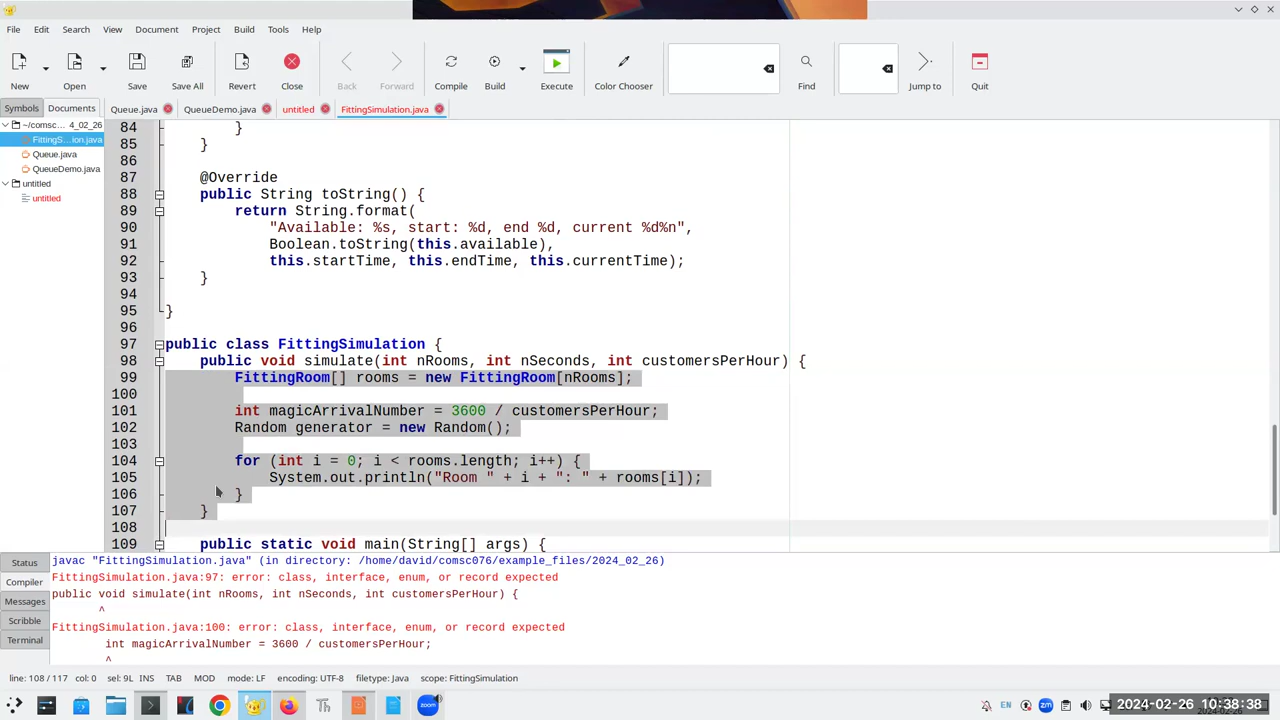 File Edit Search View Document Project Build Tools Help
New Open Save Save All Revert Close Back Forward Compile Build Execute Color Chooser Find Jump to Quit
Symbols Documents Queue.java QueueDemo.java untitled FittingSimulation.java
~/comsc... 4_02_26
FittingS...ion.java
Queue.java
QueueDemo.java
untitled
untitled
84 }
85 }
86
87 @Override
88 public String toString() {
89 return String.format(
90 "Available: %s, start: %d, end %d, current %d%n",
91 Boolean.toString(this.available),
92 this.startTime, this.endTime, this.currentTime);
93 }
94
95 }
96
97 public class FittingSimulation {
98 public void simulate(int nRooms, int nSeconds, int customersPerHour) {
99 FittingRoom[] rooms = new FittingRoom[nRooms];
100
101 int magicArrivalNumber = 3600 / customersPerHour;
102 Random generator = new Random();
103
104 for (int i = 0; i < rooms.length; i++) {
105 System.out.println("Room " + i + ": " + rooms[i]);
106 }
107 }
108
109 public static void main(String[] args) {
Status
Compiler
Messages
Scribble
Terminal
javac "FittingSimulation.java" (in directory: /home/david/comsc076/example_files/2024_02_26)
FittingSimulation.java:97: error: class, interface, enum, or record expected
public void simulate(int nRooms, int nSeconds, int customersPerHour) {
^
FittingSimulation.java:100: error: class, interface, enum, or record expected
int magicArrivalNumber = 3600 / customersPerHour;
^
line: 108 / 117 col: 0 sel: 9L INS TAB MOD mode: LF encoding: UTF-8 filetype: Java scope: FittingSimulation
Th zoom EN zm 2024-02-26 10:38:38